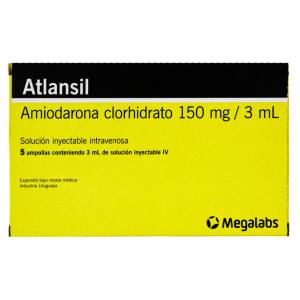 Atlansil
Amiodarona clorhidrato 150 mg / 3 mL
Solución inyectable intravenosa
5 ampollas conteniendo 3 mL de solución inyectable IV
Expendio bajo receta médica
Industria Uruguaya
Megalabs